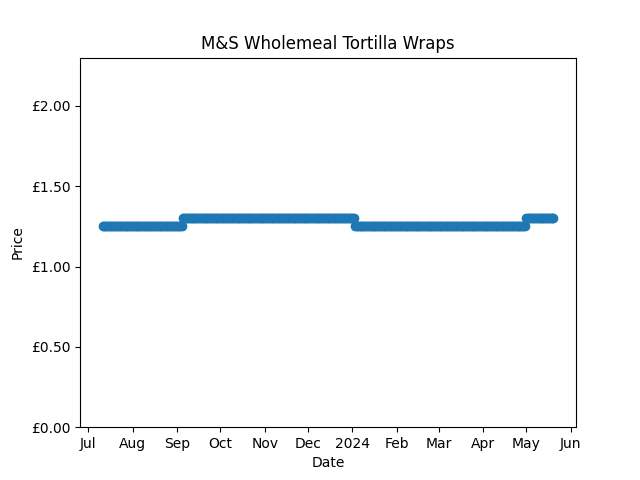 M&S Wholemeal Tortilla Wraps
£2.00
£1.50
£1.00
£0.50
£0.00
Price
Jul Aug Sep Oct Nov Dec 2024 Feb Mar Apr May Jun
Date